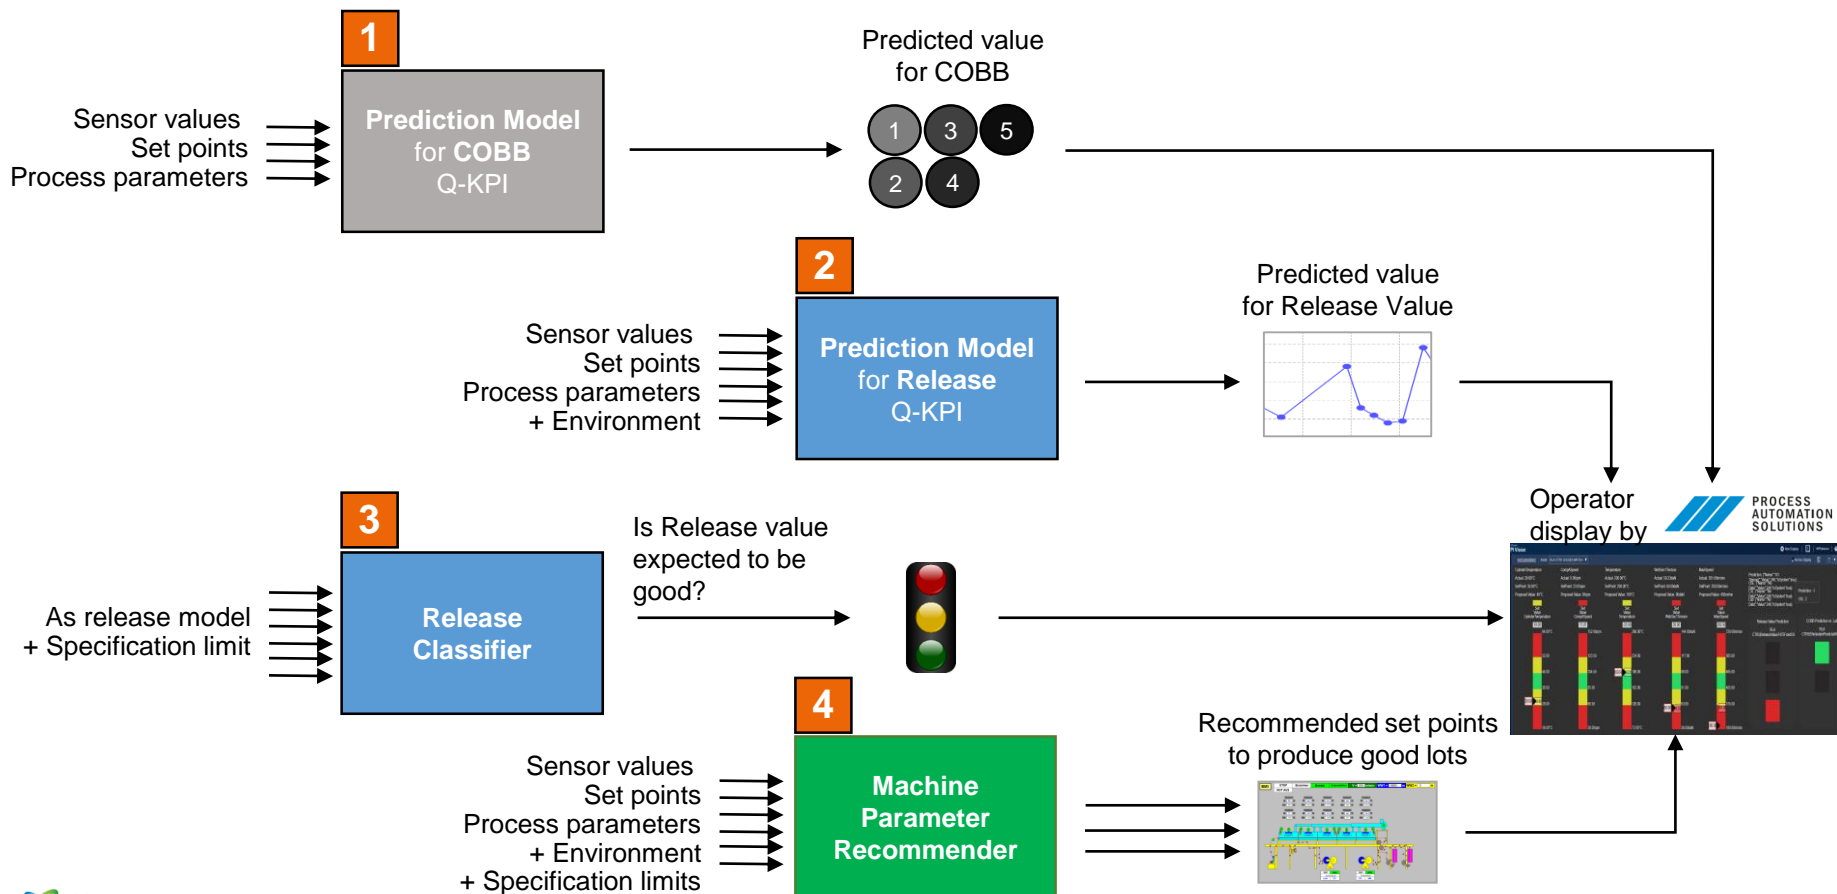 1
Predicted value
for COBB
Sensor values
Set points
Process parameters
Prediction Model
for COBB
Q-KPI
1
3
5
2
4
2
Predicted value
for Release Value
Sensor values
Set points
Process parameters
+ Environment
Prediction Model
for Release
Q-KPI
3
Is Release value
expected to be
good?
Operator
display by
PROCESS
AUTOMATION
SOLUTIONS
As release model
+ Specification limit
Release
Classifier
4
Recommended set points
to produce good lots
Sensor values
Set points
Process parameters
+ Environment
+ Specification limits
Machine
Parameter
Recommender